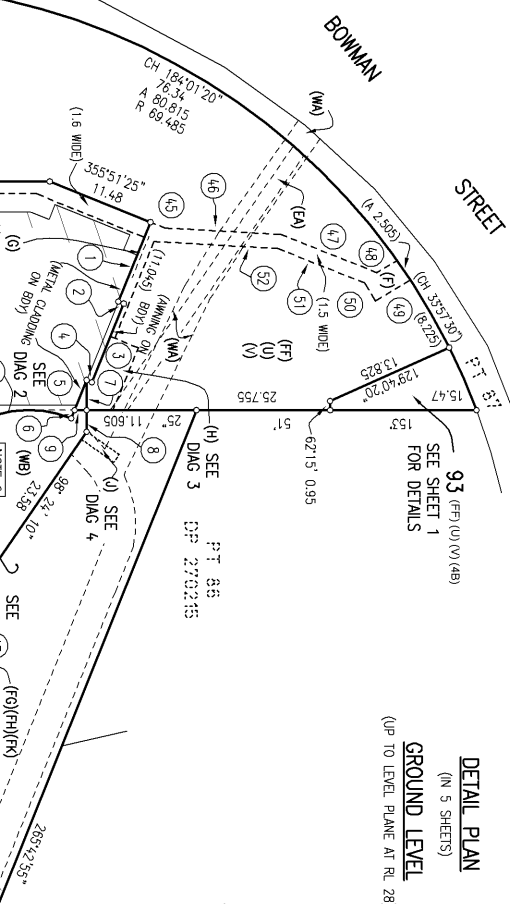 DETAIL PLAN
(IN 5 SHEETS)
GROUND LEVEL
(UP TO LEVEL PLANE AT RL 28
BOWMAN
STREET
CH 184°01'20"
76.34
A 80.815
R 69.485
(1.6 WIDE)
355°51'25"
11.48
(WA)
(EA)
(A 2.505)
(CH 33°57'30"
(8.225)
(F)
45
46
47
48
49
50
51
52
(1.5 WIDE)
PT 87
15.47
129°40'20"
13.825
153°
93 (FF) (U) (V) (4B)
SEE SHEET 1
FOR DETAILS
62°15' 0.95
(FF)
(U)
(V)
25.755
51'
25"
11.605
(11.045)
(AWNING ON
BDY)
(WA)
(METAL CLADDING
ON BDY)
(G)
1
2
3
4
5
6
7
8
9
SEE
DIAG 2
(H) SEE
DIAG 3
(J) SEE
DIAG 4
(WB)
98° 24' 10"
23.58
PT 86
DP 270215
SEE
(FG)(FH)(FK)
265°42'55"